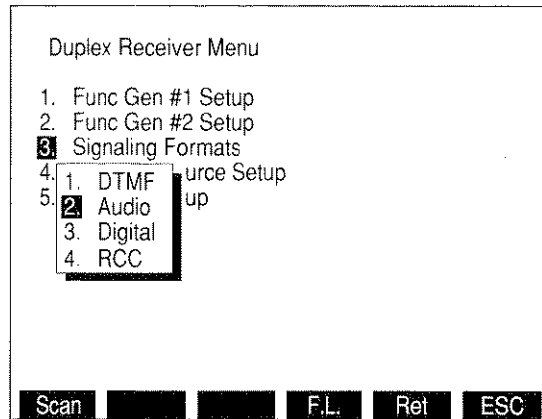 Duplex Receiver Menu
1. Func Gen #1 Setup
2. Func Gen #2 Setup
3. Signaling Formats
4. urce Setup
5. up
1. DTMF
2. Audio
3. Digital
4. RCC
Scan F.L. Ret ESC